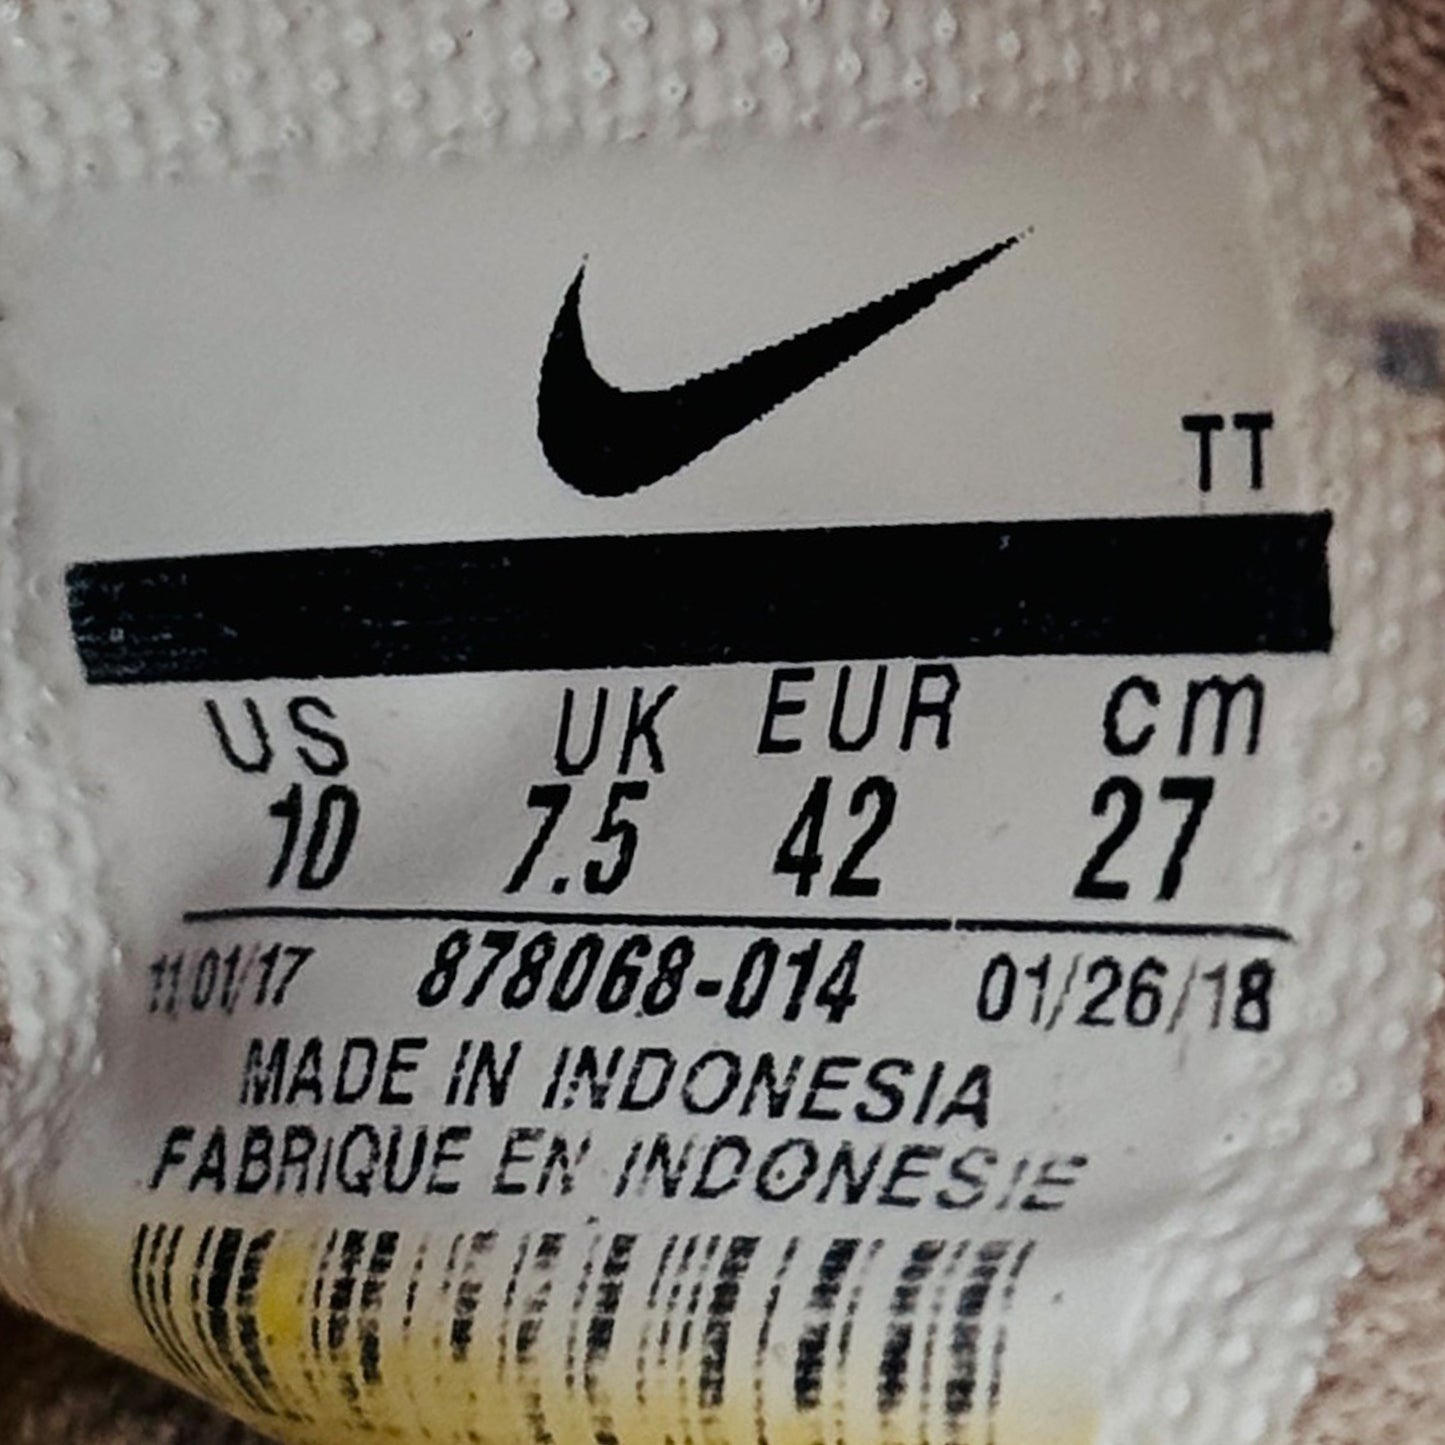 TT
US UK EUR cm
10 7.5 42 27
11/01/17 878068-014 01/26/18
MADE IN INDONESIA
FABRIQUE EN INDONESIE